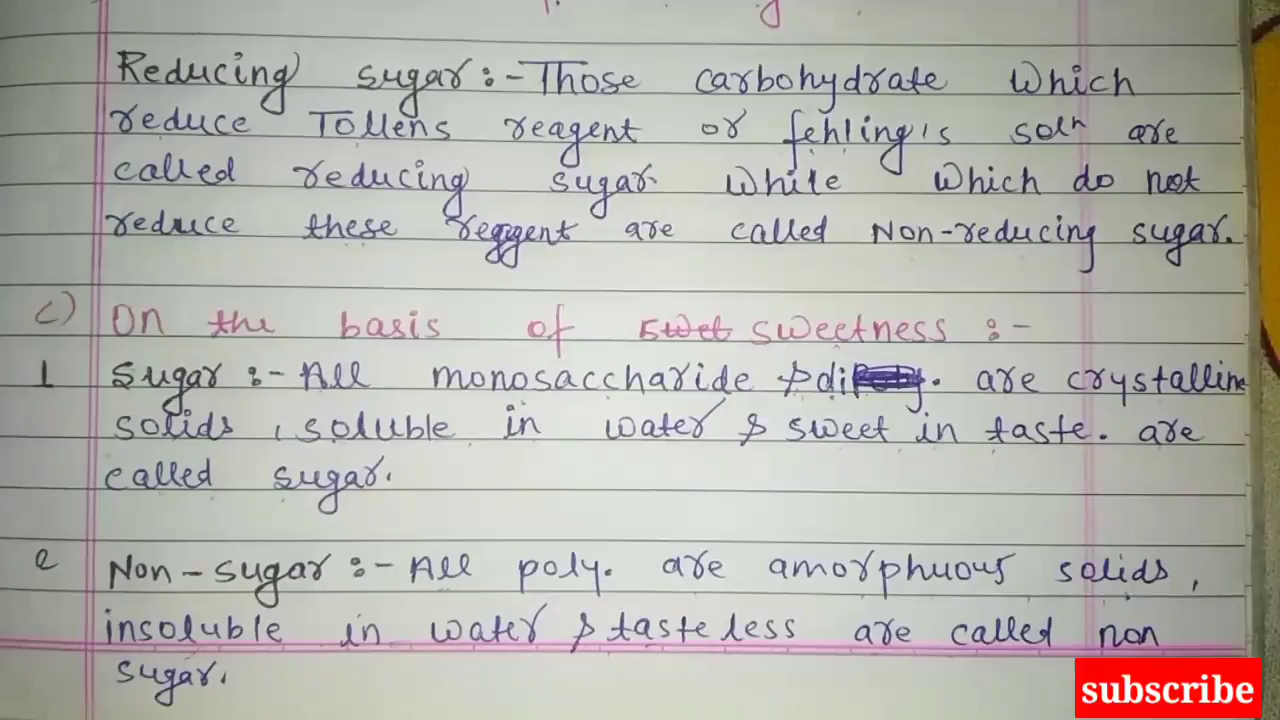 Reducing sugar :- Those carbohydrate which
reduce Tollens reagent or fehling's solⁿ are
called reducing sugar. While which do not
reduce these reagent are called Non-reducing sugar.
C) On the basis of swet sweetness :-
1 Sugar :- All monosaccharide & di. are crystalline
solids, soluble in water & sweet in taste. are
called sugar.
2 Non-sugar :- All poly. are amorphuous solids,
insoluble in water & tasteless are called non
sugar.
subscribe